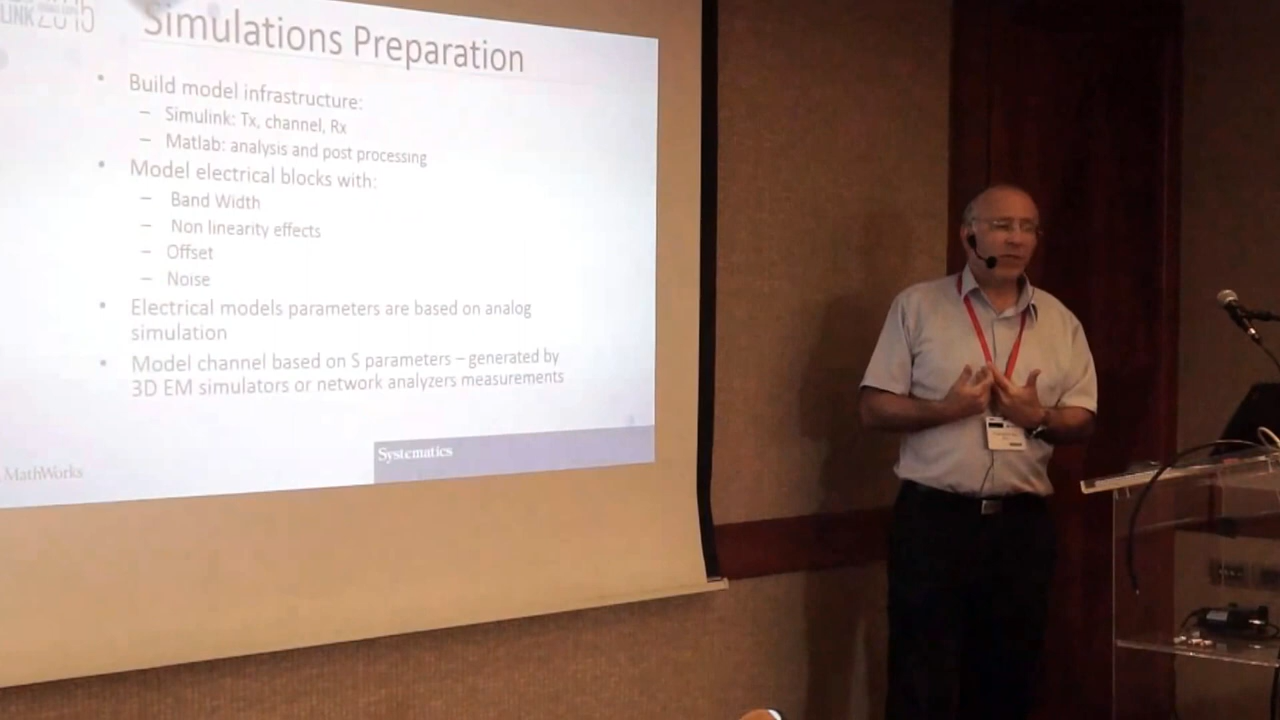 LINK 2015
Simulations Preparation
• Build model infrastructure:
– Simulink: Tx, channel, Rx
– Matlab: analysis and post processing
• Model electrical blocks with:
– Band Width
– Non linearity effects
– Offset
– Noise
• Electrical models parameters are based on analog
simulation
• Model channel based on S parameters – generated by
3D EM simulators or network analyzers measurements
Systematics
MathWorks